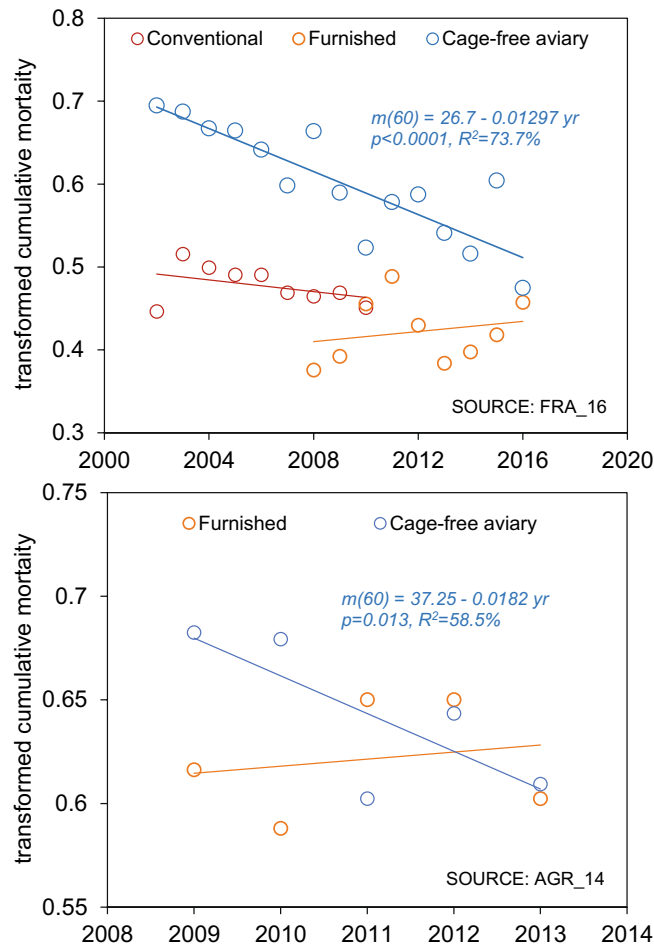 0.8
Conventional Furnished Cage-free aviary
0.7
m(60) = 26.7 - 0.01297 yr
p<0.0001, R²=73.7%
0.6
transformed cumulative mortaity
0.5
0.4
SOURCE: FRA_16
0.3
2000 2004 2008 2012 2016 2020
0.75
Furnished Cage-free aviary
0.7
m(60) = 37.25 - 0.0182 yr
p=0.013, R²=58.5%
transformed cumulative mortaity
0.65
0.6
SOURCE: AGR_14
0.55
2008 2009 2010 2011 2012 2013 2014